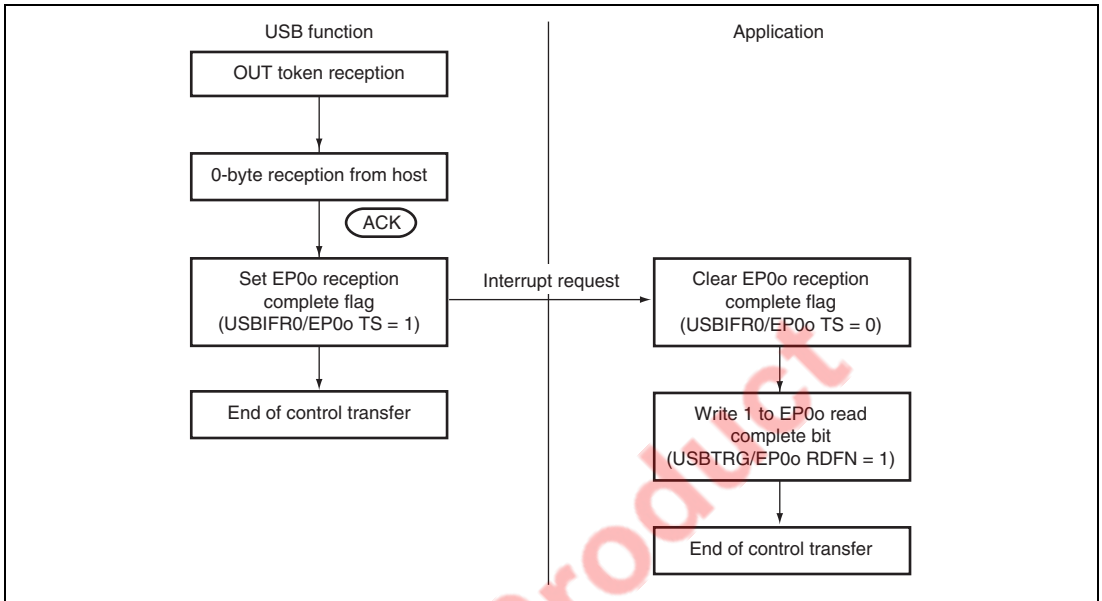 USB function
Application
OUT token reception
0-byte reception from host
ACK
Set EP0o reception
complete flag
(USBIFR0/EP0o TS = 1)
Interrupt request
Clear EP0o reception
complete flag
(USBIFR0/EP0o TS = 0)
End of control transfer
Write 1 to EP0o read
complete bit
(USBTRG/EP0o RDFN = 1)
End of control transfer
product